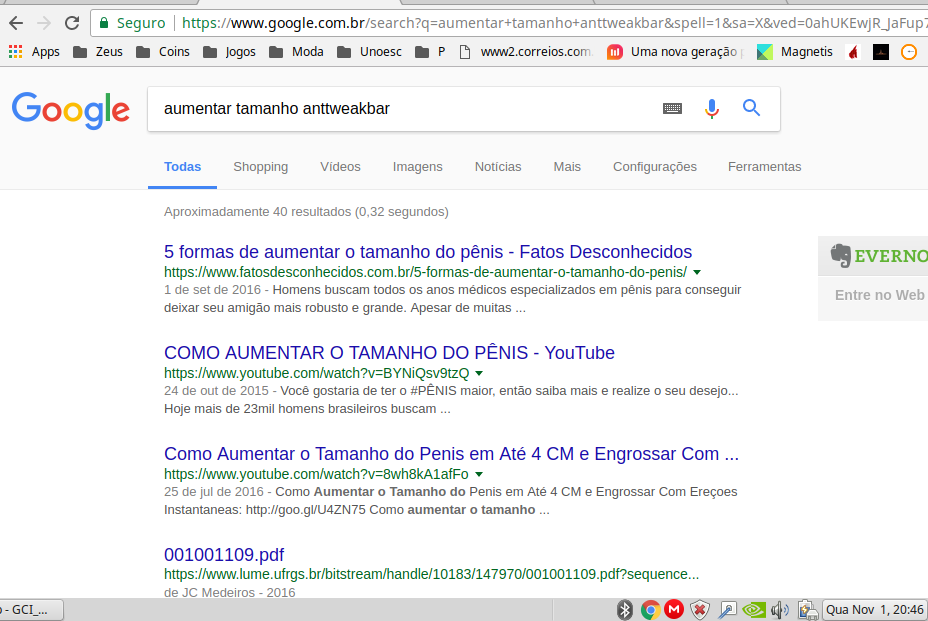 Seguro
https://www.google.com.br/search?q=aumentar+tamanho+anttweakbar&spell=1&sa=X&ved=0ahUKEwjR_JaFup7
Apps Zeus Coins Jogos Moda Unoesc P www2.correios.com. Uma nova geração Magnetis
Google
aumentar tamanho anttweakbar
Todas Shopping Vídeos Imagens Notícias Mais Configurações Ferramentas
Aproximadamente 40 resultados (0,32 segundos)
5 formas de aumentar o tamanho do pênis - Fatos Desconhecidos
https://www.fatosdesconhecidos.com.br/5-formas-de-aumentar-o-tamanho-do-penis/
1 de set de 2016 - Homens buscam todos os anos médicos especializados em pênis para conseguir
deixar seu amigão mais robusto e grande. Apesar de muitas ...
EVERNO
Entre no Web
COMO AUMENTAR O TAMANHO DO PÊNIS - YouTube
https://www.youtube.com/watch?v=BYNiQsv9tzQ
24 de out de 2015 - Você gostaria de ter o #PÊNIS maior, então saiba mais e realize o seu desejo...
Hoje mais de 23mil homens brasileiros buscam ...
Como Aumentar o Tamanho do Penis em Até 4 CM e Engrossar Com ...
https://www.youtube.com/watch?v=8wh8kA1afFo
25 de jul de 2016 - Como Aumentar o Tamanho do Penis em Até 4 CM e Engrossar Com Ereçoes
Instantaneas: http://goo.gl/U4ZN75 Como aumentar o tamanho ...
001001109.pdf
https://www.lume.ufrgs.br/bitstream/handle/10183/147970/001001109.pdf?sequence...
de JC Medeiros - 2016
- GCI_...
Qua Nov 1, 20:46